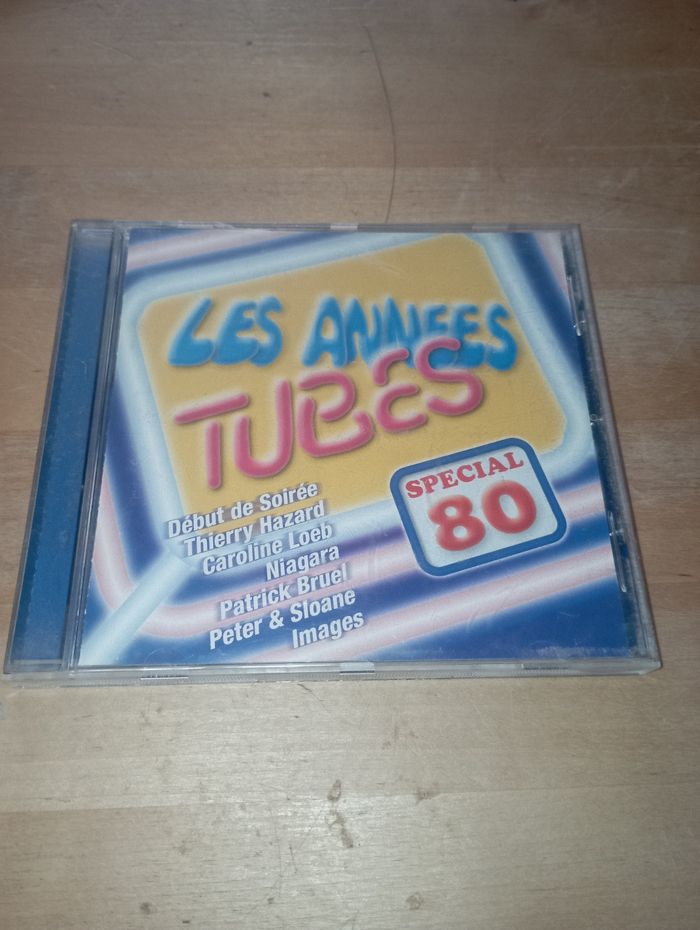 LES ANNEES
TUBES
SPECIAL
80
Début de Soirée
Thierry Hazard
Caroline Loeb
Niagara
Patrick Bruel
Peter & Sloane
Images